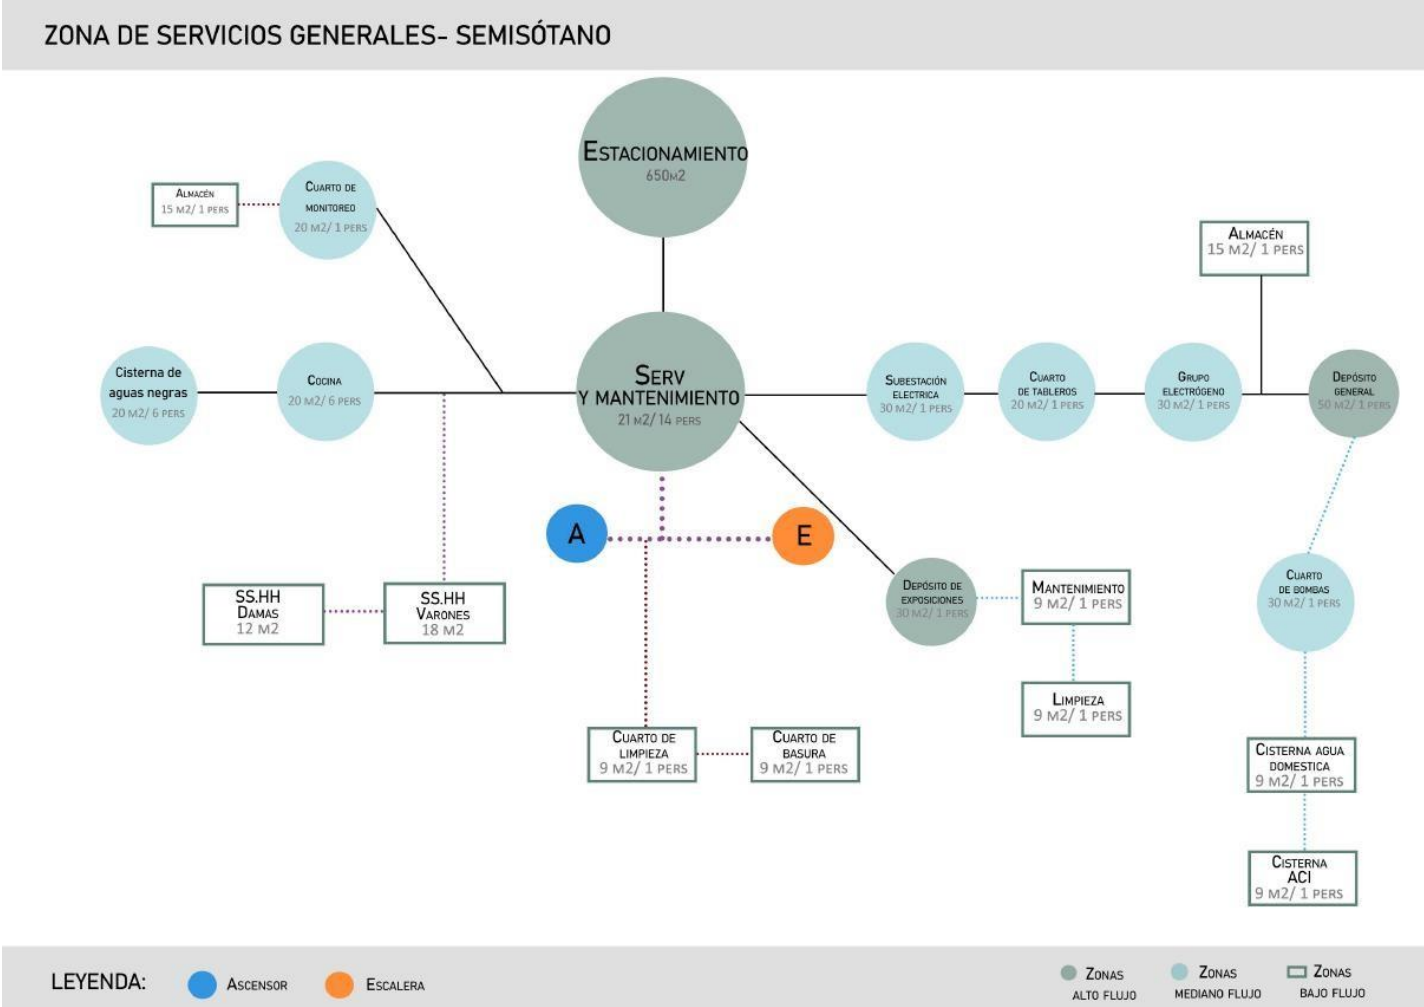 ZONA DE SERVICIOS GENERALES- SEMISÓTANO
ESTACIONAMIENTO
650M2
ALMACÉN
15 M2/ 1 PERS
CUARTO DE
MONITOREO
20 M2/ 1 PERS
ALMACÉN
15 M2/ 1 PERS
Cisterna de
aguas negras
20 M2/ 6 PERS
COCINA
20 M2/ 6 PERS
SERV
Y MANTENIMIENTO
21 M2/ 14 PERS
SUBESTACIÓN
ELECTRICA
30 M2/ 1 PERS
CUARTO
DE TABLEROS
20 M2/ 1 PERS
GRUPO
ELECTRÓGENO
30 M2/ 1 PERS
DEPÓSITO
GENERAL
50 M2/ 1 PERS
A
E
SS.HH
DAMAS
12 M2
SS.HH
VARONES
18 M2
DEPÓSITO DE
EXPOSICIONES
30 M2/ 1 PERS
MANTENIMIENTO
9 M2/ 1 PERS
CUARTO
DE BOMBAS
30 M2/ 1 PERS
LIMPIEZA
9 M2/ 1 PERS
CUARTO DE
LIMPIEZA
9 M2/ 1 PERS
CUARTO DE
BASURA
9 M2/ 1 PERS
CISTERNA AGUA
DOMESTICA
9 M2/ 1 PERS
CISTERNA
ACI
9 M2/ 1 PERS
LEYENDA:
ASCENSOR
ESCALERA
ZONAS
ALTO FLUJO
ZONAS
MEDIANO FLUJO
ZONAS
BAJO FLUJO